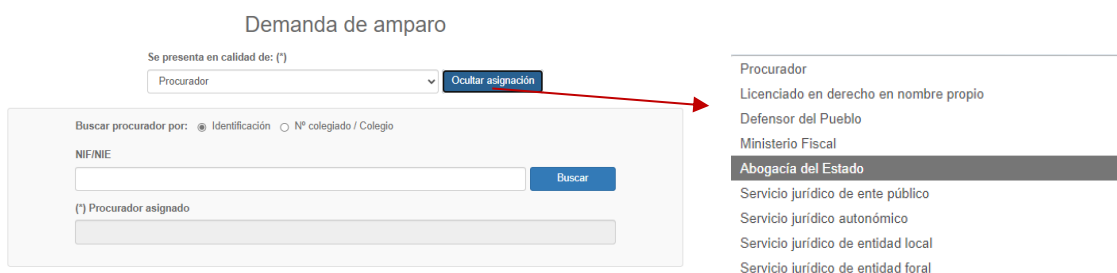 Demanda de amparo
Se presenta en calidad de: (*)
Procurador
Ocultar asignación
Buscar procurador por: Identificación Nº colegiado / Colegio
NIF/NIE
Buscar
(*) Procurador asignado
Procurador
Licenciado en derecho en nombre propio
Defensor del Pueblo
Ministerio Fiscal
Abogacía del Estado
Servicio jurídico de ente público
Servicio jurídico autonómico
Servicio jurídico de entidad local
Servicio jurídico de entidad foral